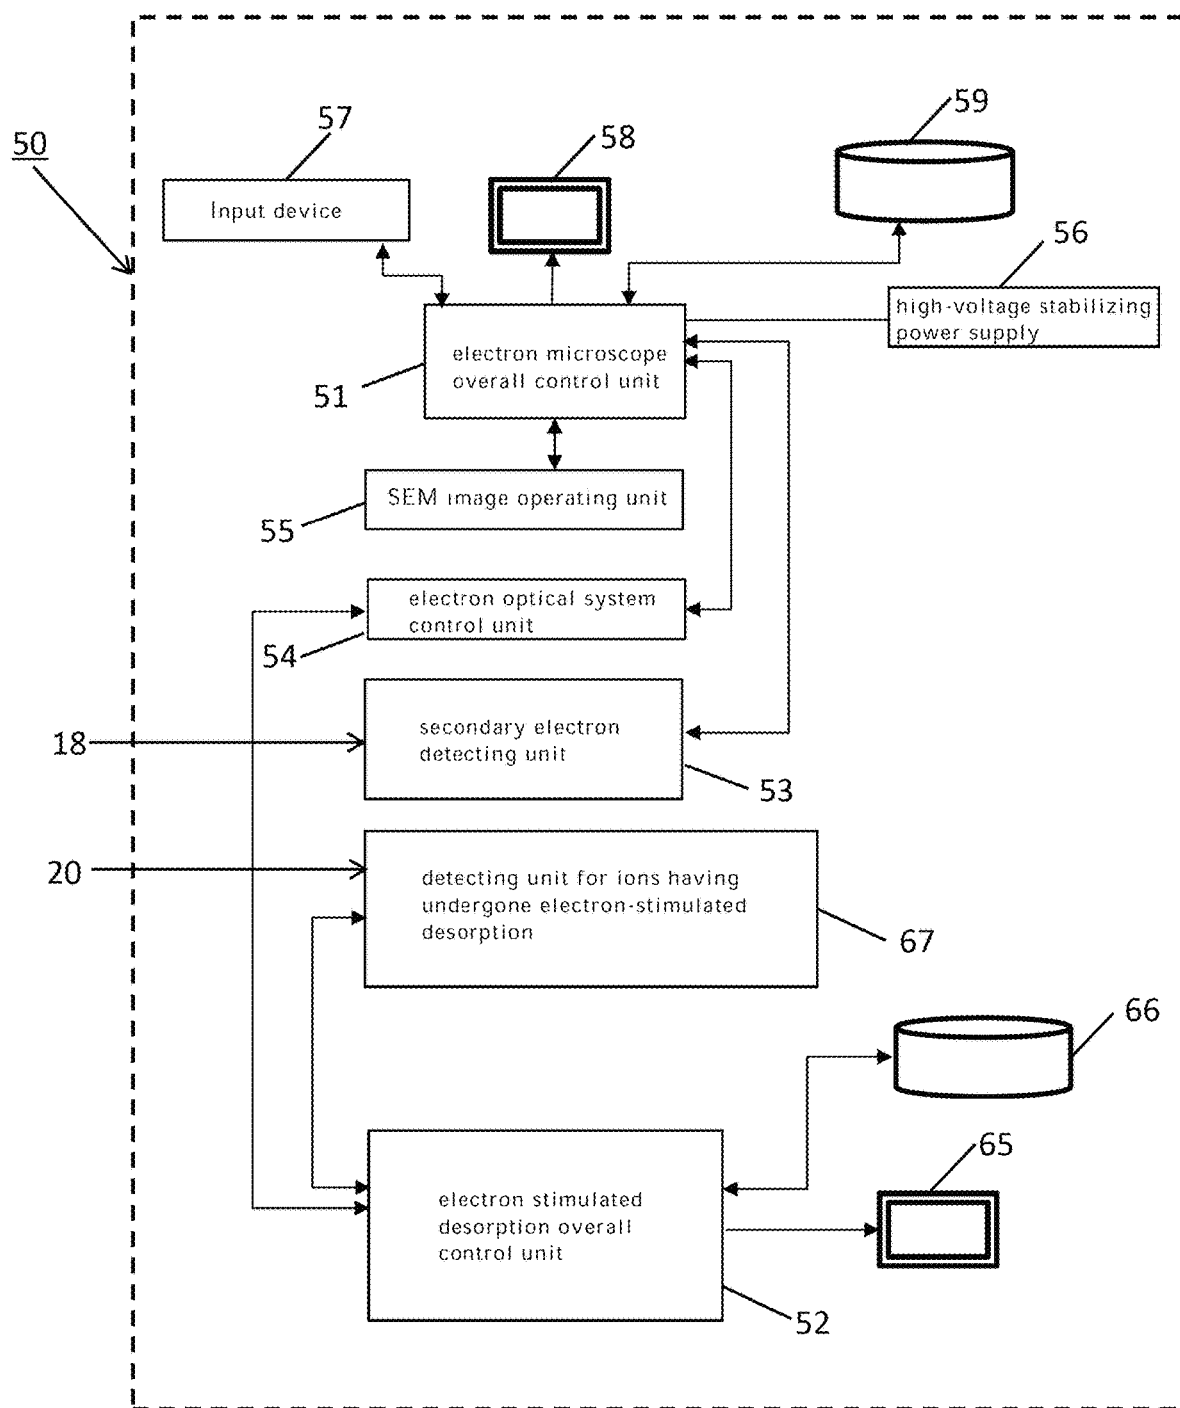 59
57
58
50
Input device
56
high-voltage stabilizing
power supply
electron microscope
overall control unit
51
SEM image operating unit
55
electron optical system
control unit
54
secondary electron
detecting unit
18
53
20
detecting unit for ions having
undergone electron-stimulated
desorption
67
66
65
electron stimulated
desorption overall
control unit
52